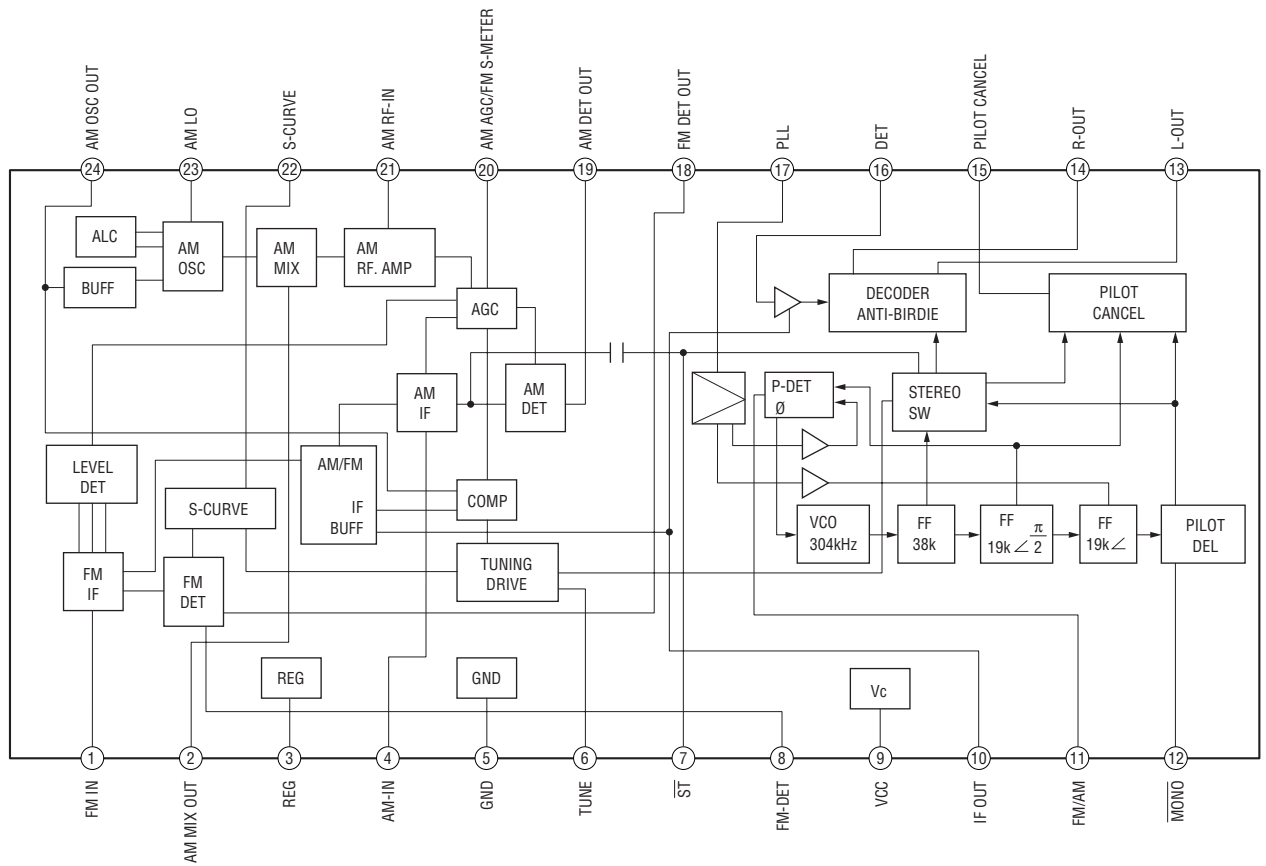 AM OSC OUT
AM LO
S-CURVE
AM RF-IN
AM AGC/FM S-METER
AM DET OUT
FM DET OUT
PLL
DET
PILOT CANCEL
R-OUT
L-OUT
24
23
22
21
20
19
18
17
16
15
14
13
ALC
AM
OSC
AM
MIX
AM
RF. AMP
BUFF
AGC
DECODER
ANTI-BIRDIE
PILOT
CANCEL
AM
IF
AM
DET
P-DET
Ø
STEREO
SW
LEVEL
DET
AM/FM
IF
BUFF
S-CURVE
COMP
VCO
304kHz
FF
38k
FF
19k ∠ π/2
FF
19k ∠
PILOT
DEL
FM
IF
FM
DET
TUNING
DRIVE
REG
GND
Vc
1
2
3
4
5
6
7
8
9
10
11
12
FM IN
AM MIX OUT
REG
AM-IN
GND
TUNE
S̅T̅
FM-DET
VCC
IF OUT
FM/AM
M̅O̅N̅O̅